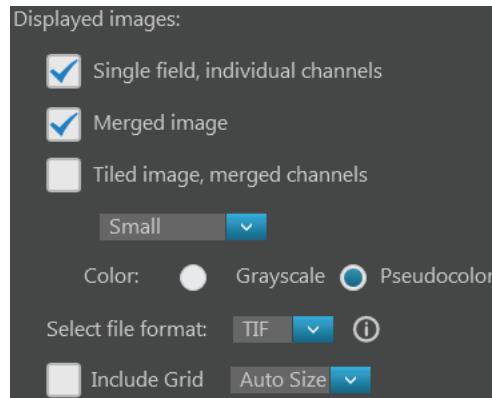 Displayed images:
Single field, individual channels
Merged image
Tiled image, merged channels
Small
Color: Grayscale Pseudocolor
Select file format: TIF
Include Grid Auto Size